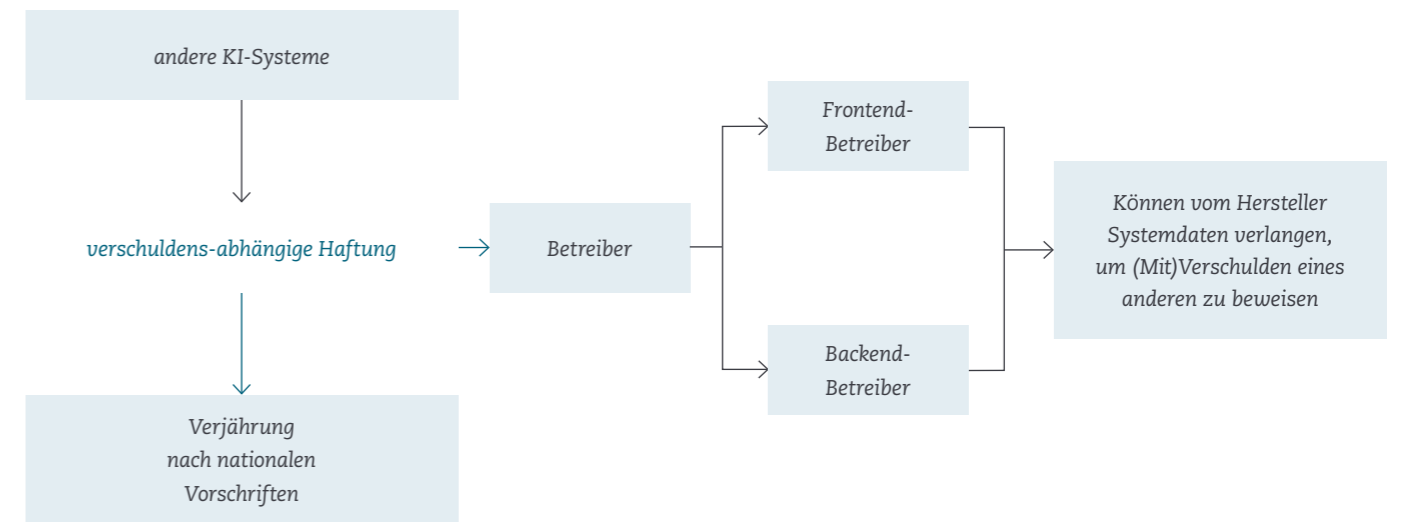 andere KI-Systeme
verschuldens-abhängige Haftung
Verjährung
nach nationalen
Vorschriften
Betreiber
Frontend-
Betreiber
Backend-
Betreiber
Können vom Hersteller
Systemdaten verlangen,
um (Mit)Verschulden eines
anderen zu beweisen